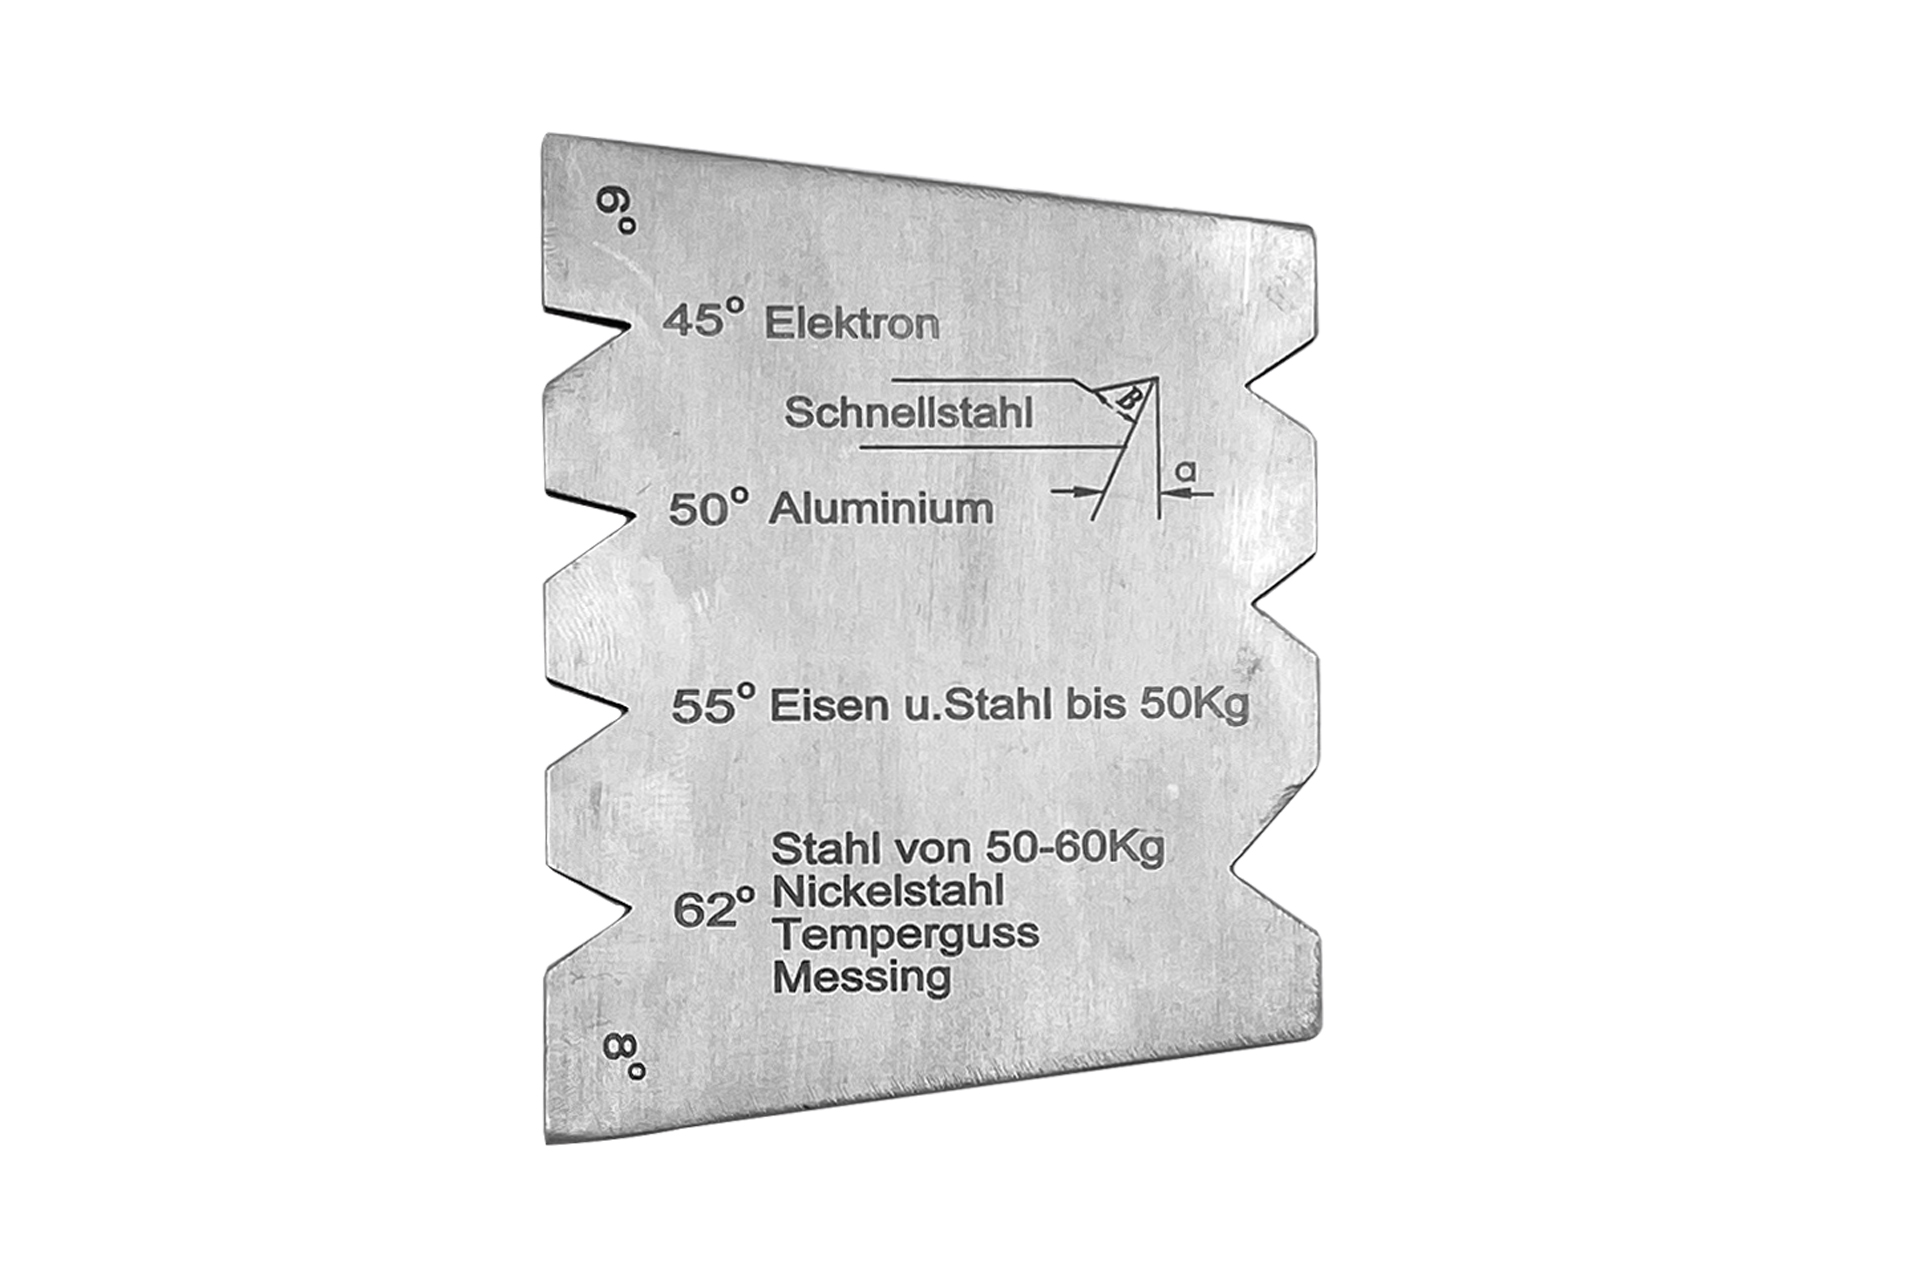 6°
45° Elektron
Schnellstahl
B
a
50° Aluminium
55° Eisen u.Stahl bis 50Kg
Stahl von 50-60Kg
62° Nickelstahl
Temperguss
Messing
8°